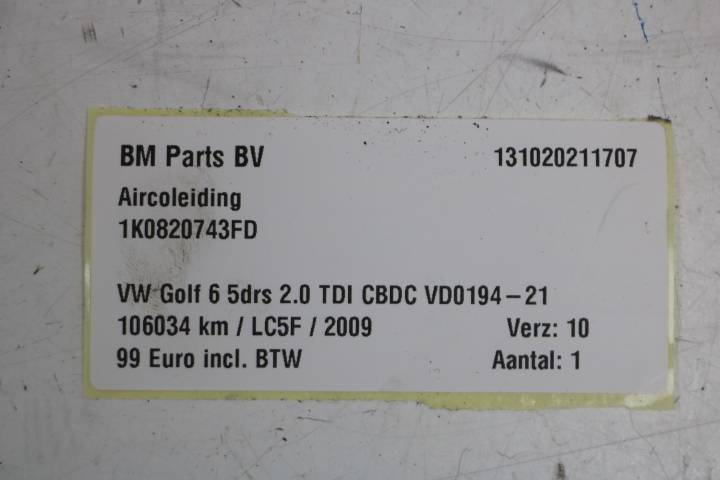 BM Parts BV 131020211707
Aircoleiding
1K0820743FD
VW Golf 6 5drs 2.0 TDI CBDC VD0194-21
106034 km / LC5F / 2009 Verz: 10
99 Euro incl. BTW Aantal: 1